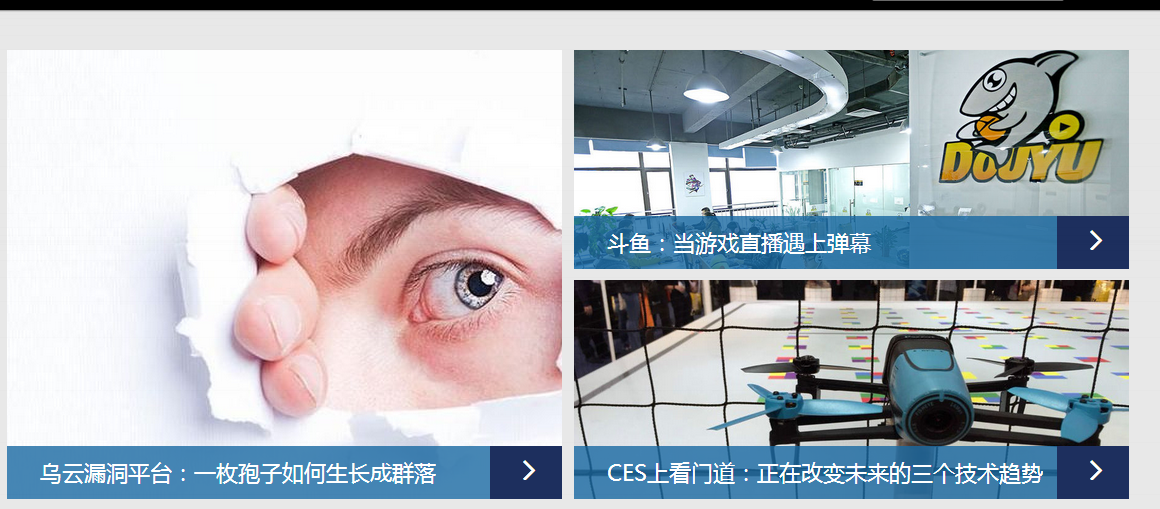 DOUYU
斗鱼：当游戏直播遇上弹幕
乌云漏洞平台：一枚孢子如何生长成群落
CES上看门道：正在改变未来的三个技术趋势